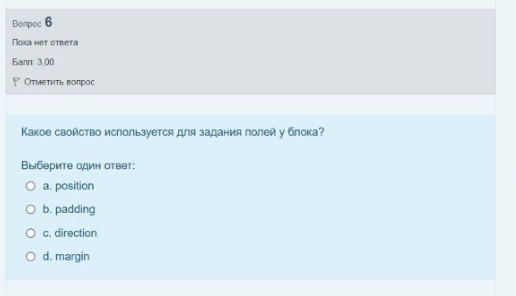 Вопрос 6
Пока нет ответа
Балл: 3,00
Отметить вопрос
Какое свойство используется для задания полей у блока?
Выберите один ответ:
a. position
b. padding
c. direction
d. margin